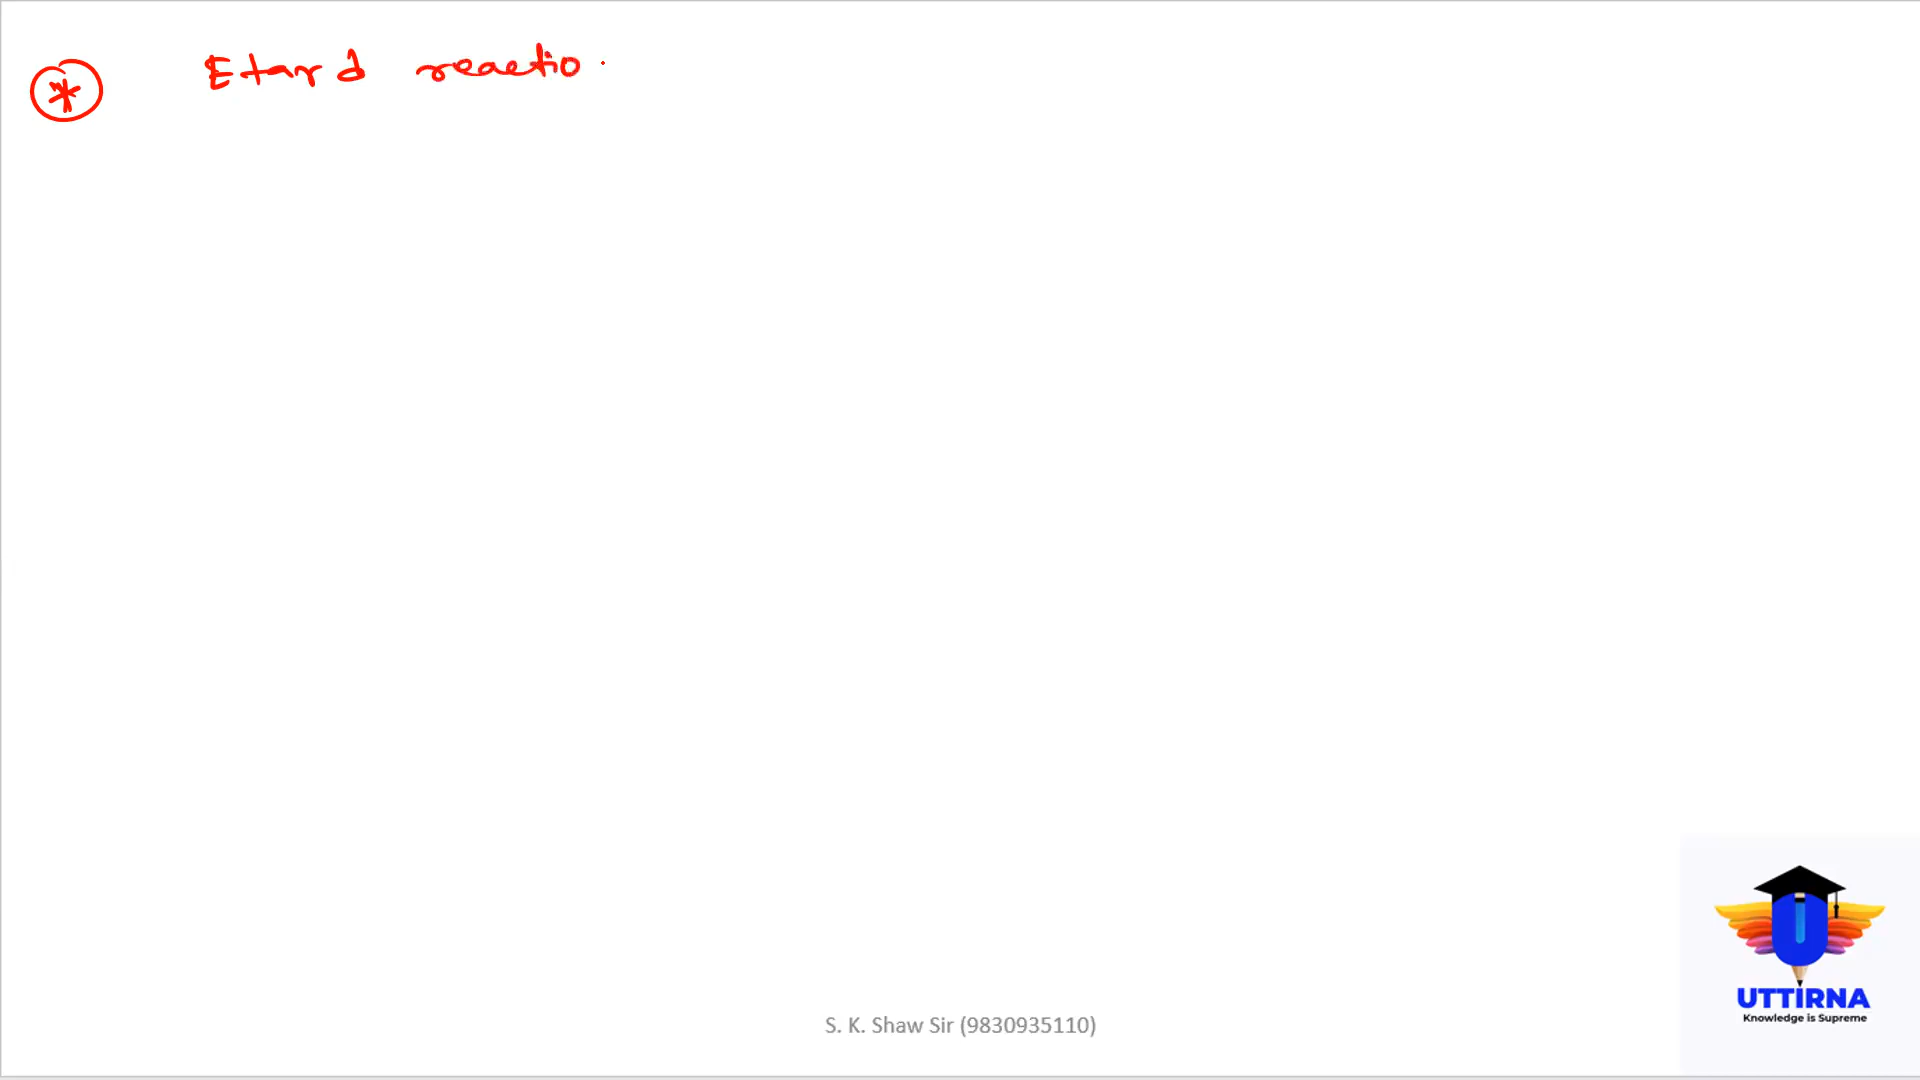 * Etard reactio
UTTIRNA
Knowledge is Supreme
S. K. Shaw Sir (9830935110)